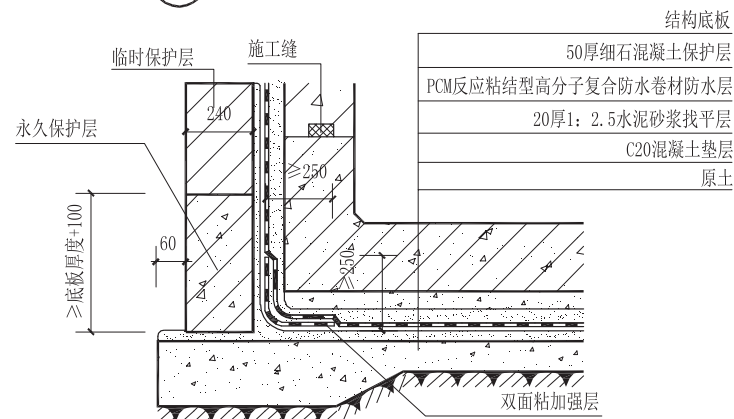 结构底板
50厚细石混凝土保护层
PCM反应粘结型高分子复合防水卷材防水层
20厚1：2.5水泥砂浆找平层
C20混凝土垫层
原土
临时保护层
施工缝
永久保护层
240
≥250
60
≥底板厚度+100
≥250
双面粘加强层